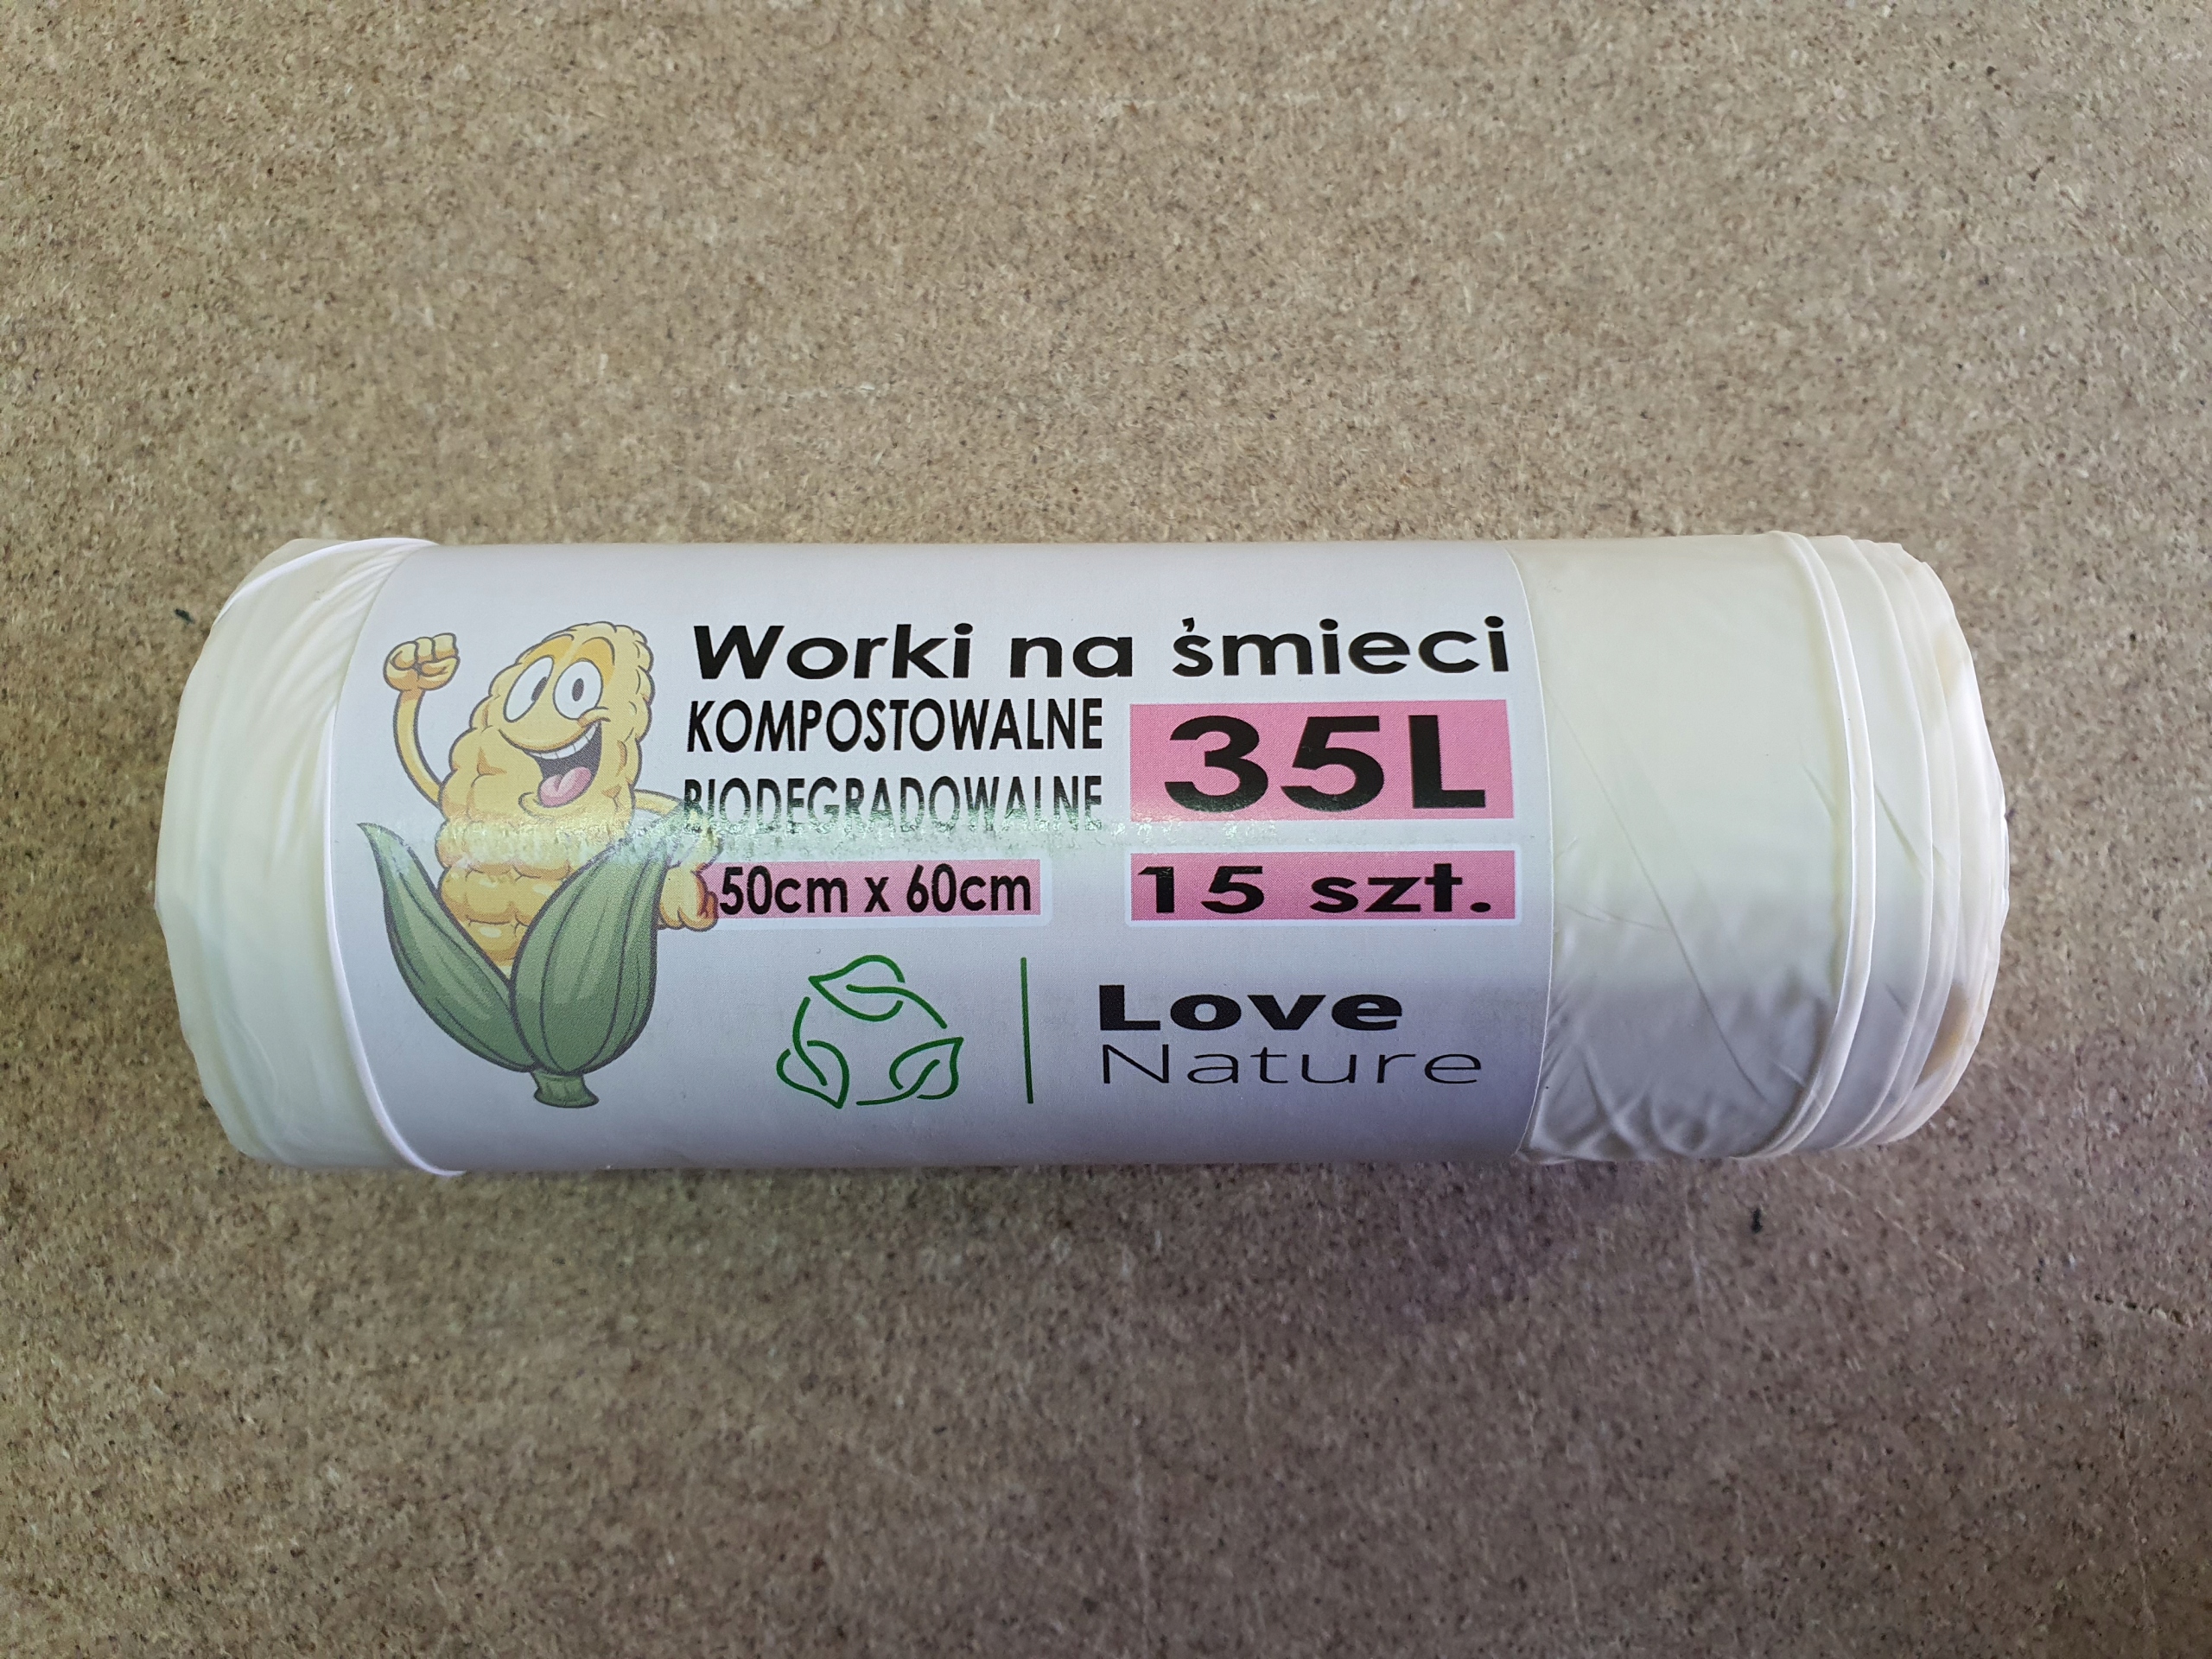 Worki na śmieci
KOMPOSTOWALNE
BIODEGRADOWALNE
35L
50cm x 60cm
15 szt.
Love
Nature